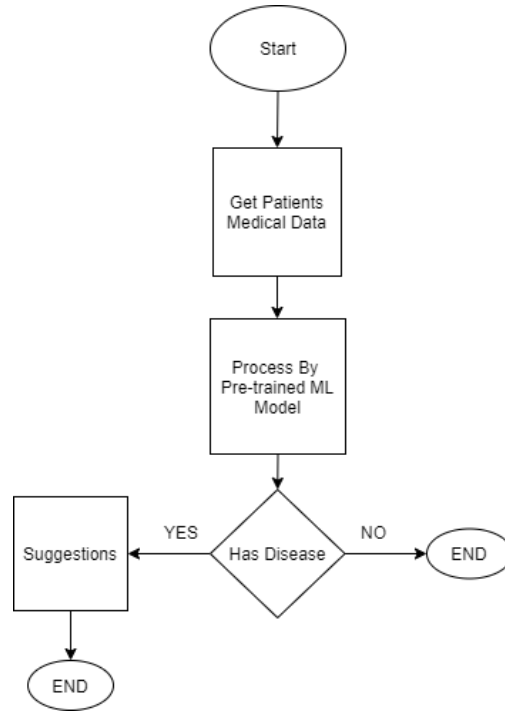 Start
Get Patients
Medical Data
Process By
Pre-trained ML
Model
YES
NO
Suggestions
Has Disease
END
END